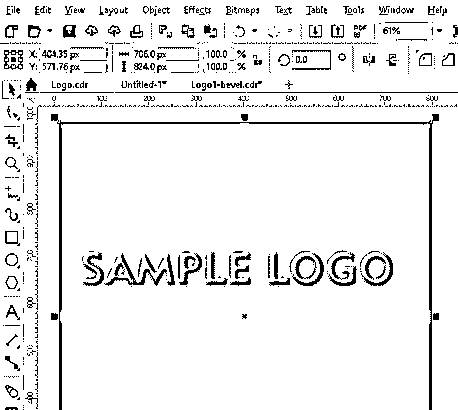 File Edit View Layout Object Effects Bitmaps Text Table Tools Window Help
PDF 61%
X: 404.35 px 706.0 px 100.0 % 0.0
Y: 571.76 px 824.0 px 100.0 %
Logo.cdr Untitled-1* Logo1-bevel.cdr*
0 100 200 300 400 500 600 700 800
SAMPLE LOGO